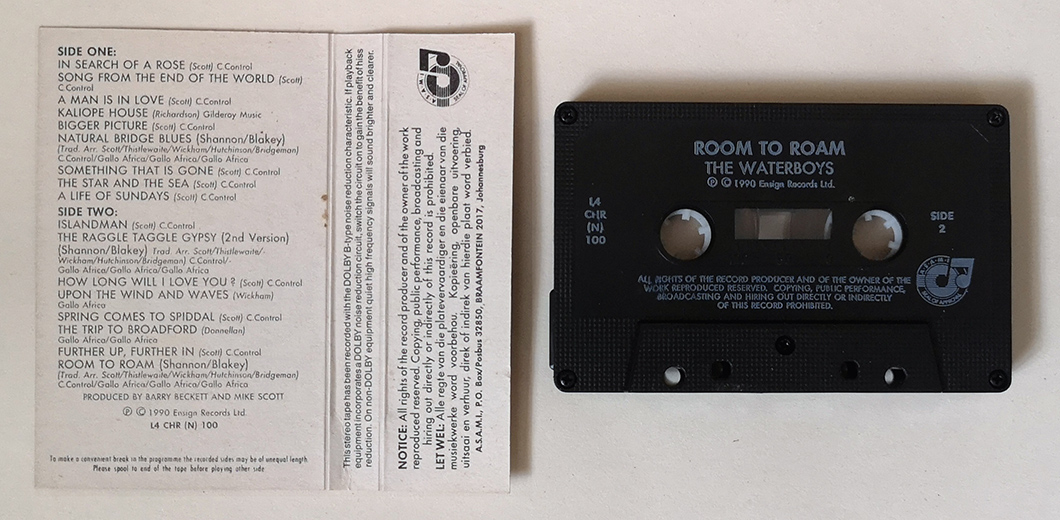 SIDE ONE:
IN SEARCH OF A ROSE (Scott) C.Control
SONG FROM THE END OF THE WORLD (Scott)
C.Control
A MAN IS IN LOVE (Scott) C.Control
KALIOPE HOUSE (Richardson) Gilderoy Music
BIGGER PICTURE (Scott) C.Control
NATURAL BRIDGE BLUES (Shannon/Blakey)
(Trad. Arr. Scott/Thistlewaite/Wickham/Hutchinson/Bridgeman)
C.Control/Gallo Africa/Gallo Africa/Gallo Africa
SOMETHING THAT IS GONE (Scott) C.Control
THE STAR AND THE SEA (Scott) C.Control
A LIFE OF SUNDAYS (Scott) C.Control
SIDE TWO:
ISLANDMAN (Scott) C.Control
THE RAGGLE TAGGLE GYPSY (2nd Version)
(Shannon/Blakey) Trad. Arr. Scott/Thistlewaite/-
Wickham/Hutchinson/Bridgeman) C.Control/-
Gallo Africa/Gallo Africa/Gallo Africa
HOW LONG WILL I LOVE YOU? (Scott) C.Control
UPON THE WIND AND WAVES (Wickham)
Gallo Africa
SPRING COMES TO SPIDDAL (Scott) C.Control
THE TRIP TO BROADFORD (Donnellan)
Gallo Africa/Gallo Africa
FURTHER UP, FURTHER IN (Scott) C.Control
ROOM TO ROAM (Shannon/Blakey)
(Trad. Arr. Scott/Thistlewaite/Wickham/Hutchinson/Bridgeman)
C.Control/Gallo Africa/Gallo Africa/Gallo Africa
PRODUCED BY BARRY BECKETT AND MIKE SCOTT
Ⓟ © 1990 Ensign Records Ltd.
L4 CHR (N) 100
To make a convenient break in the programme the recorded sides may be of unequal length.
Please spool to end of the tape before playing other side
This stereo tape has been recorded with the DOLBY B-type noise reduction characteristic. If playback
equipment incorporates a DOLBY noise reduction circuit, switch the circuit on to gain the benefit of hiss
reduction. On non-DOLBY equipment quiet high frequency signals will sound brighter and clearer.
A.S.A.M.I.
SEAL OF APPROVAL
NOTICE: All rights of the record producer and of the owner of the work
reproduced reserved. Copying, public performance, broadcasting and
hiring out directly or indirectly of this record is prohibited.
LET WEL: Alle regte van die platevervaardiger en die eienaar van die
musiekwerke word voorbehou. Kopieëring, openbare uitvoering,
uitsaai en verhuur, direk of indirek van hierdie plaat word verbied.
A.S.A.M.I., P.O. Box/Posbus 32850, BRAAMFONTEIN 2017, Johannesburg
ROOM TO ROAM
THE WATERBOYS
Ⓟ © 1990 Ensign Records Ltd.
L4
CHR
(N)
100
SIDE
2
A.S.A.M.I.
SEAL OF APPROVAL
ALL RIGHTS OF THE RECORD PRODUCER AND OF THE OWNER OF THE
WORK REPRODUCED RESERVED. COPYING, PUBLIC PERFORMANCE,
BROADCASTING AND HIRING OUT DIRECTLY OR INDIRECTLY
OF THIS RECORD PROHIBITED.